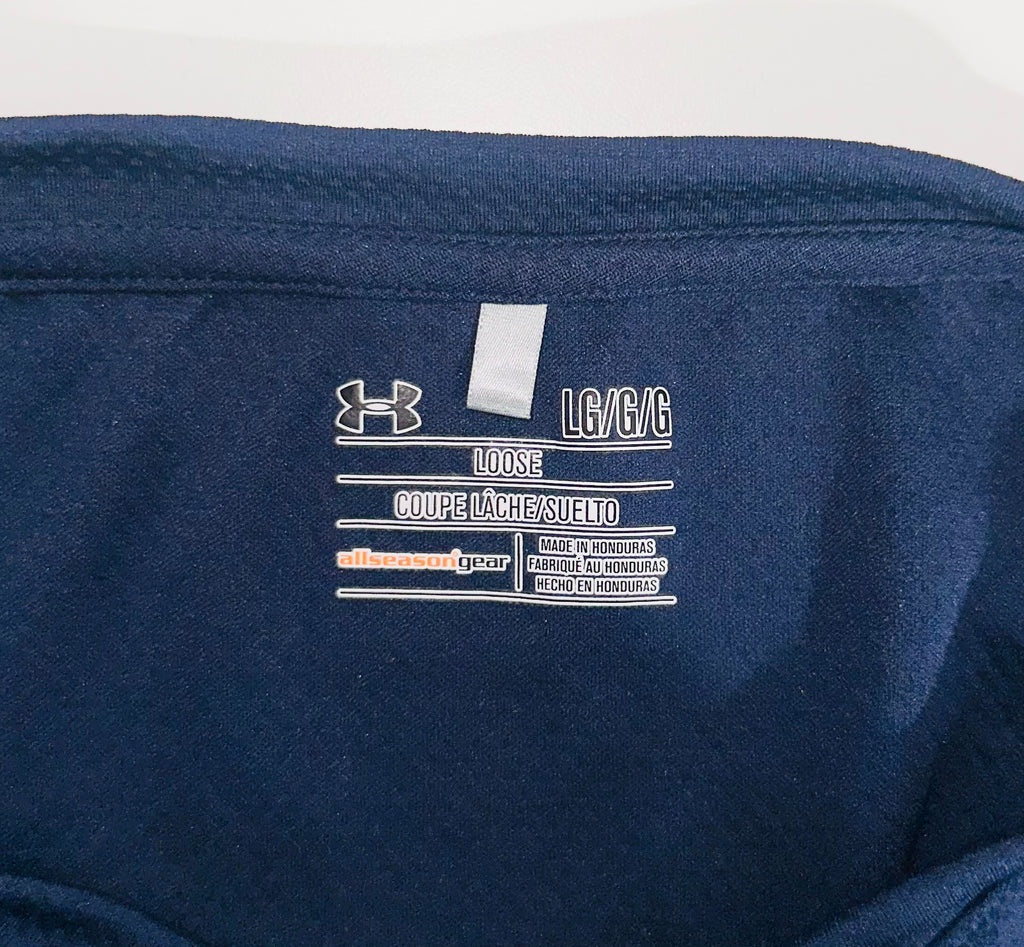 LG/G/G
LOOSE
COUPE LÂCHE/SUELTO
allseasongear
MADE IN HONDURAS
FABRIQUÉ AU HONDURAS
HECHO EN HONDURAS